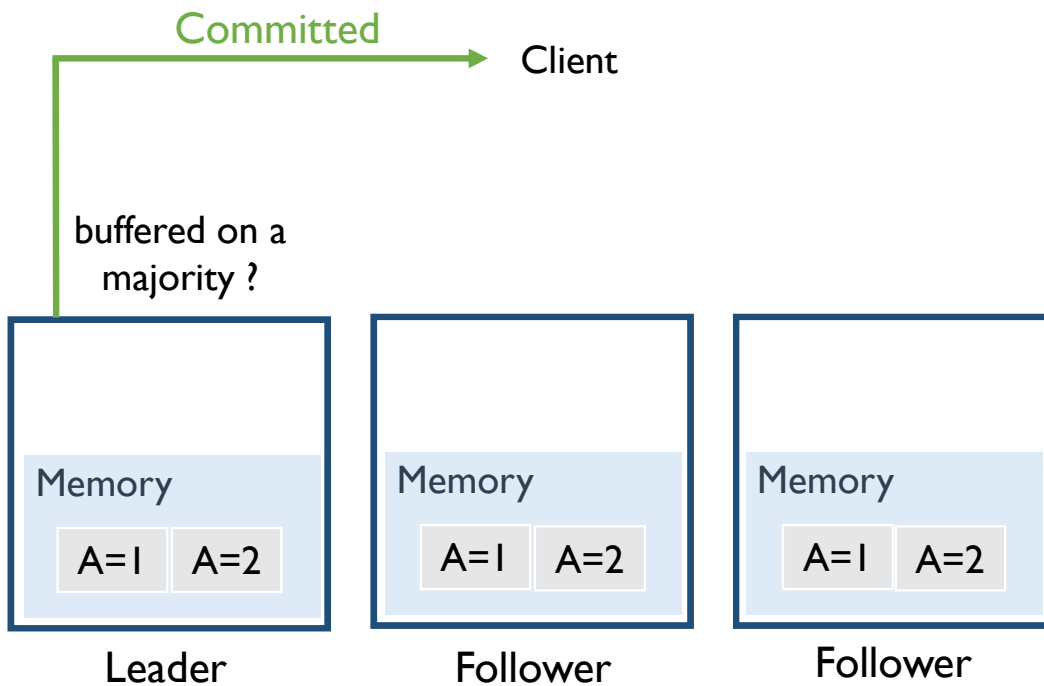 Committed
Client
buffered on a
majority ?
Memory
A=1 A=2
Leader
Memory
A=1 A=2
Follower
Memory
A=1 A=2
Follower